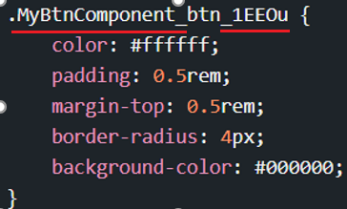 .MyBtnComponent_btn_1EEOu {
color: #ffffff;
padding: 0.5rem;
margin-top: 0.5rem;
border-radius: 4px;
background-color: #000000;
}